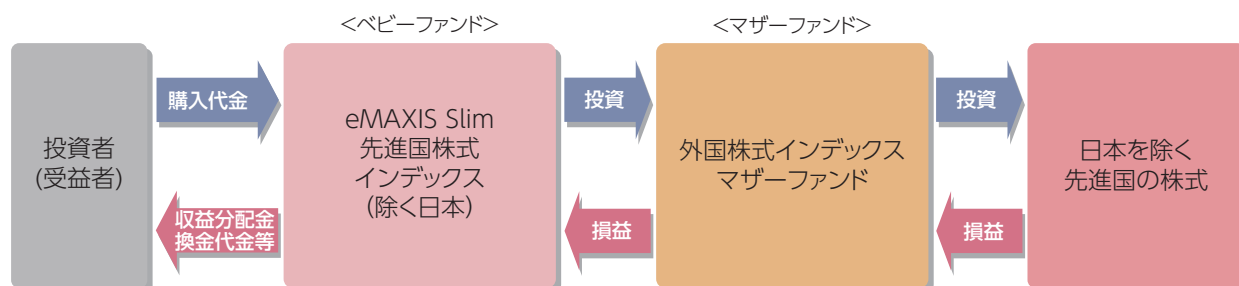 <ベビーファンド>
<マザーファンド>
投資者
(受益者)
購入代金
収益分配金
換金代金等
eMAXIS Slim
先進国株式
インデックス
(除く日本)
投資
損益
外国株式インデックス
マザーファンド
投資
損益
日本を除く
先進国の株式